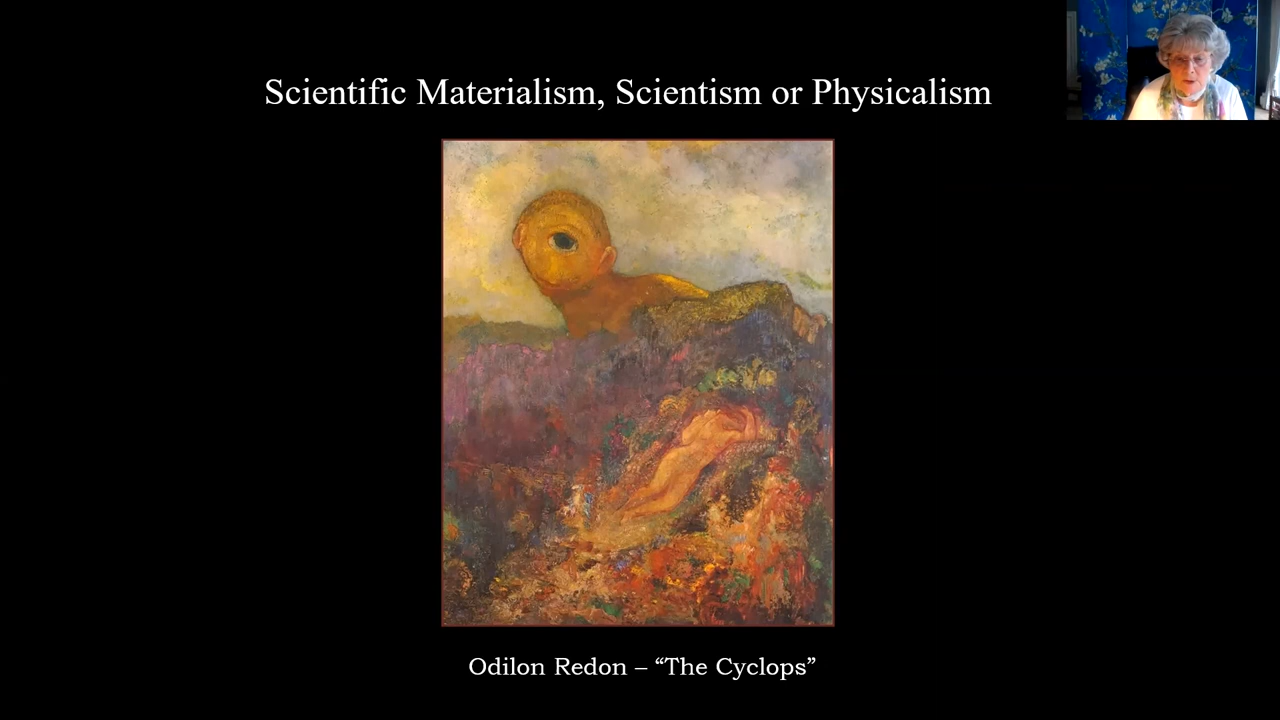 Scientific Materialism, Scientism or Physicalism
Odilon Redon – “The Cyclops”